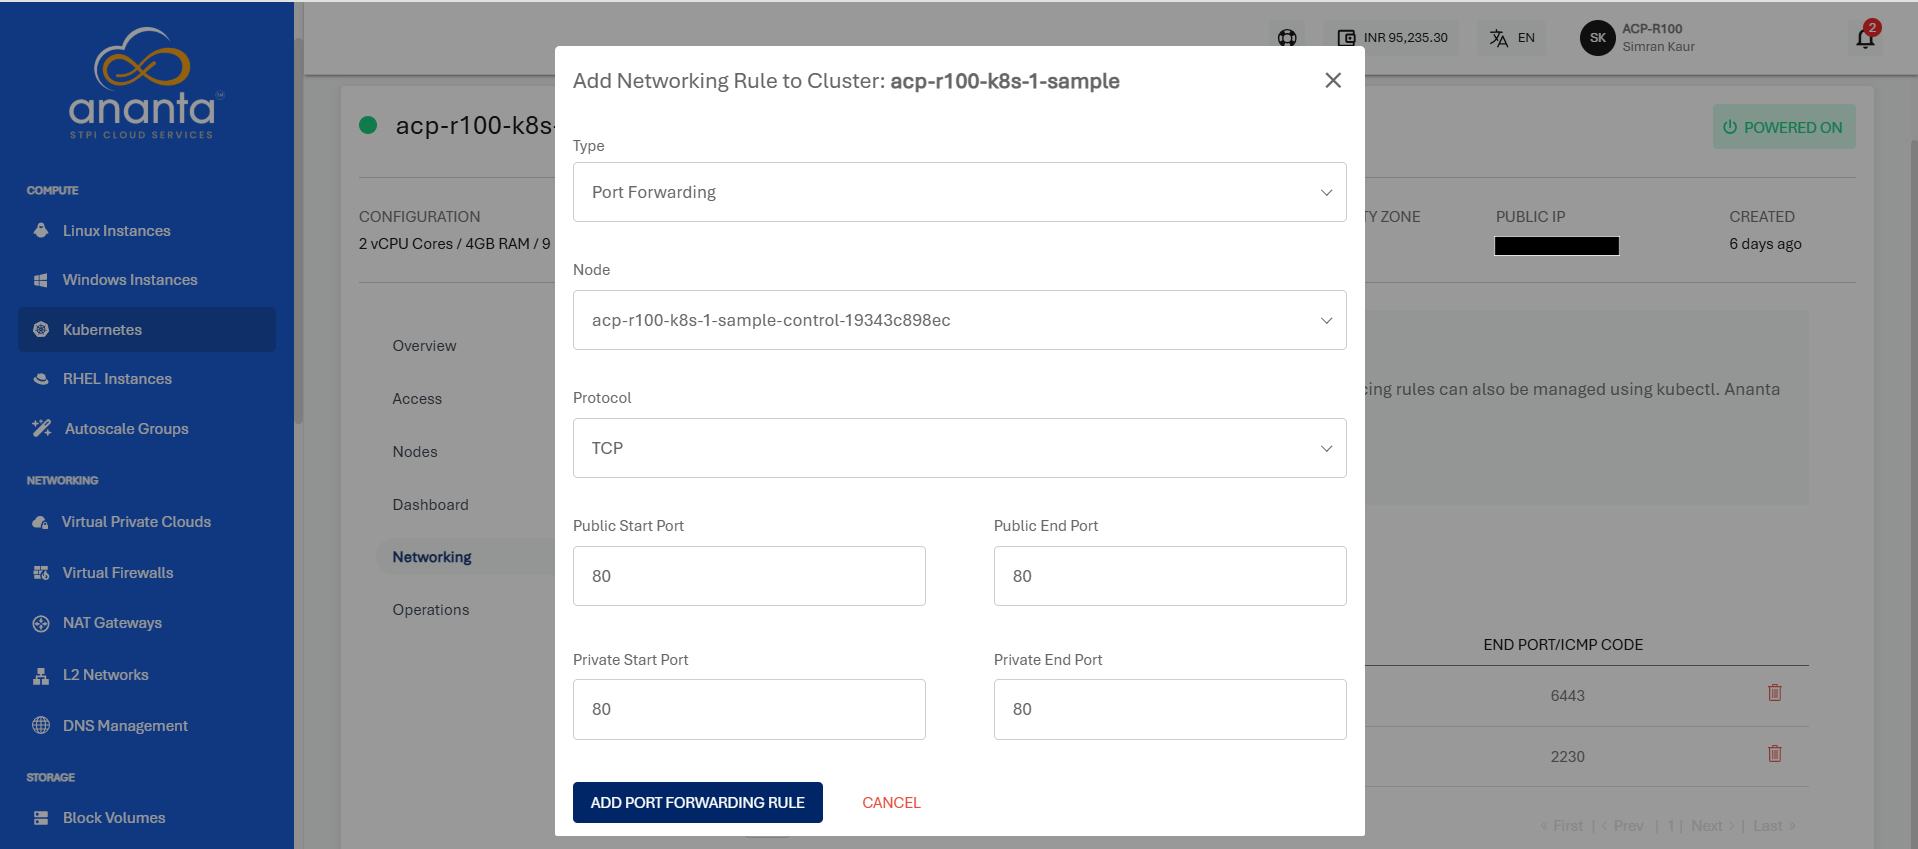 ananta
STPI CLOUD SERVICES
COMPUTE
Linux Instances
Windows Instances
Kubernetes
RHEL Instances
Autoscale Groups
NETWORKING
Virtual Private Clouds
Virtual Firewalls
NAT Gateways
L2 Networks
DNS Management
STORAGE
Block Volumes
INR 95,235.30
EN
SK
ACP-R100
Simran Kaur
2
acp-r100-k8s-
POWERED ON
CONFIGURATION
2 vCPU Cores / 4GB RAM / 9
ZONE
PUBLIC IP
CREATED
6 days ago
Overview
Access
Nodes
Dashboard
Networking
Operations
rules can also be managed using kubectl. Ananta
END PORT/ICMP CODE
6443
2230
« First | ‹ Prev | 1 | Next › | Last »
Add Networking Rule to Cluster: acp-r100-k8s-1-sample
Type
Port Forwarding
Node
acp-r100-k8s-1-sample-control-19343c898ec
Protocol
TCP
Public Start Port
Public End Port
80
80
Private Start Port
Private End Port
80
80
ADD PORT FORWARDING RULE
CANCEL